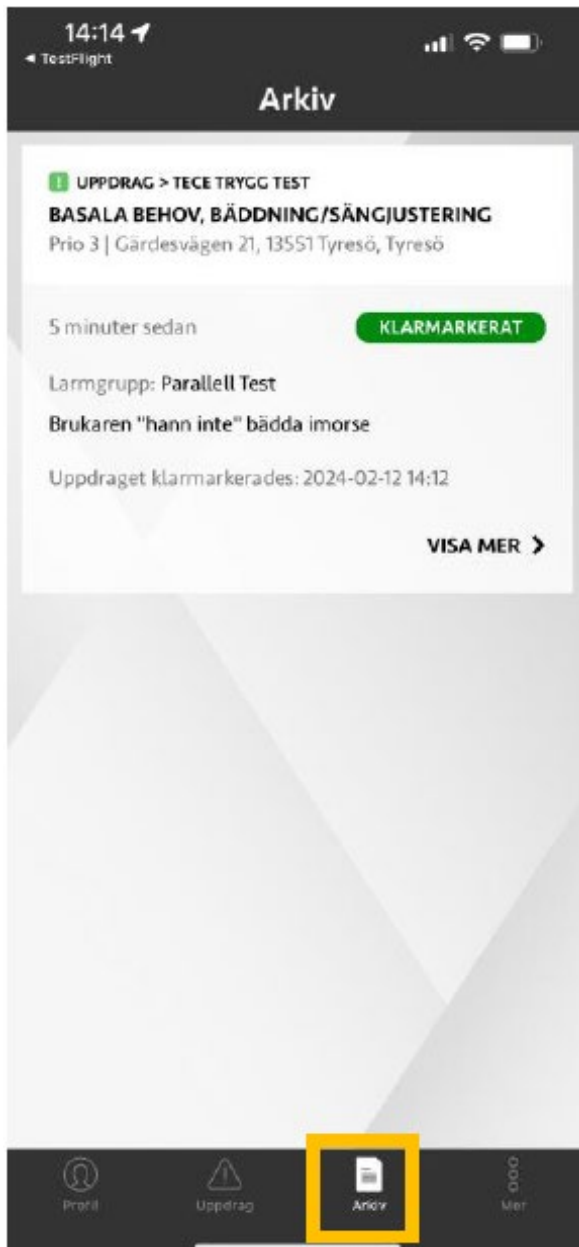 14:14
◄ TestFlight
Arkiv
UPPDRAG > TECE TRYGG TEST
BASALA BEHOV, BÄDDNING/SÄNGJUSTERING
Prio 3 | Gärdesvägen 21, 13551 Tyresö, Tyresö
5 minuter sedan
KLARMARKERAT
Larmgrupp: Parallell Test
Brukaren "hann inte" bädda imorse
Uppdraget klarmarkerades: 2024-02-12 14:12
VISA MER
Profil
Uppdrag
Arkiv
Mer